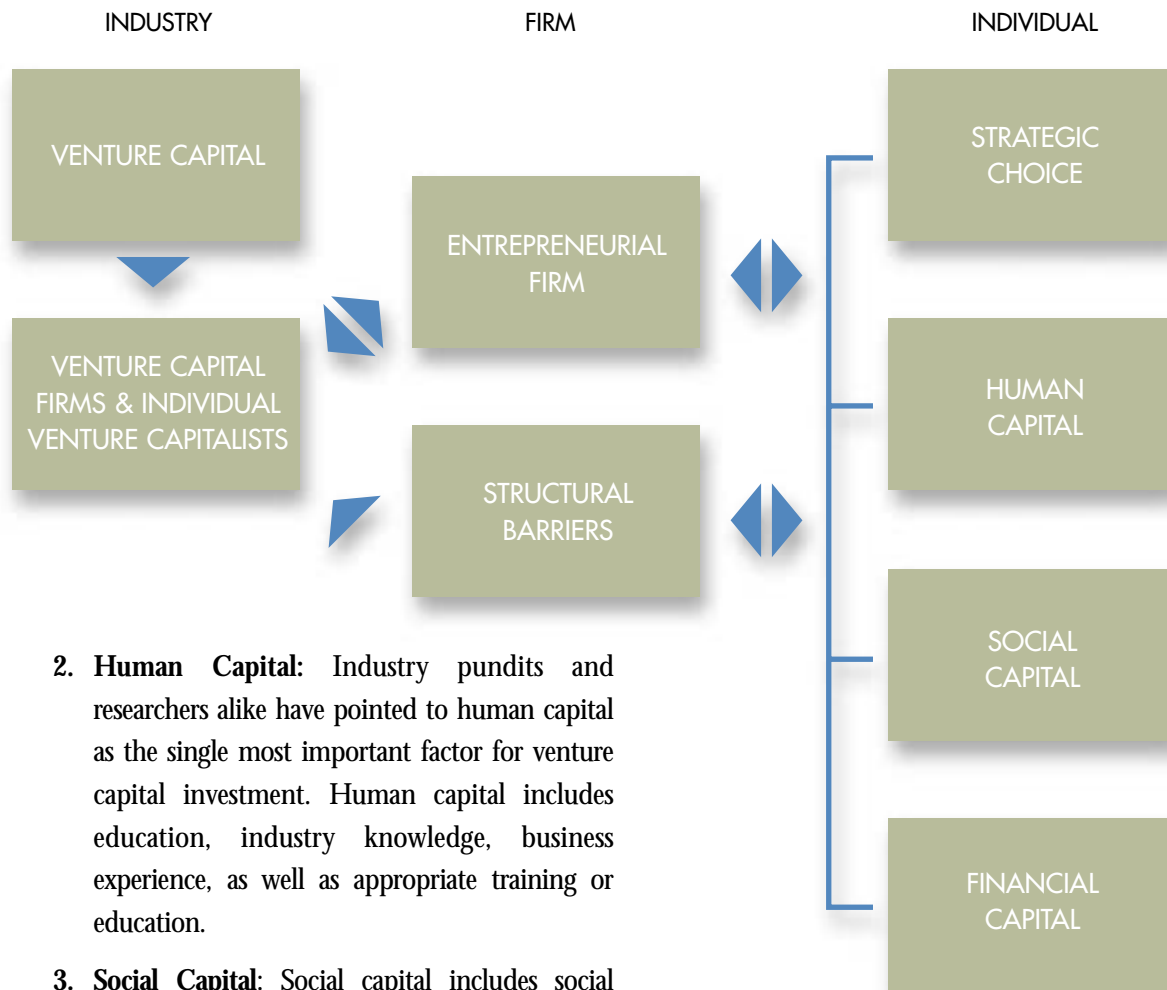 INDUSTRY
FIRM
INDIVIDUAL
VENTURE CAPITAL
VENTURE CAPITAL
FIRMS & INDIVIDUAL
VENTURE CAPITALISTS
ENTREPRENEURIAL
FIRM
STRUCTURAL
BARRIERS
STRATEGIC
CHOICE
HUMAN
CAPITAL
SOCIAL
CAPITAL
FINANCIAL
CAPITAL
2. Human Capital: Industry pundits and
researchers alike have pointed to human capital
as the single most important factor for venture
capital investment. Human capital includes
education, industry knowledge, business
experience, as well as appropriate training or
education.
3. Social Capital: Social capital includes social